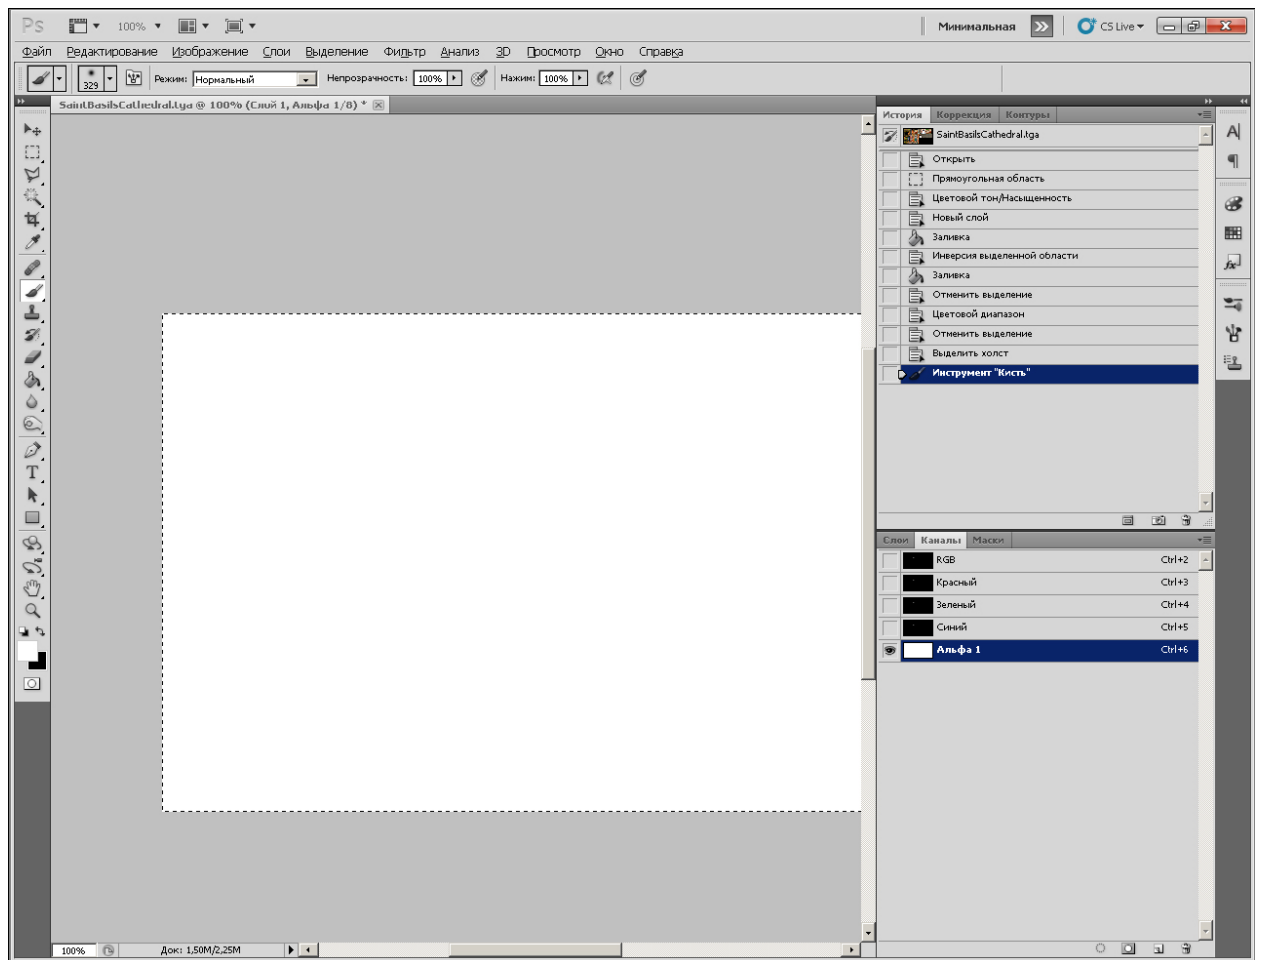 Ps 100% Минимальная CS Live
Файл Редактирование Изображение Слои Выделение Фильтр Анализ 3D Просмотр Окно Справка
329 Режим: Нормальный Непрозрачность: 100% Нажим: 100%
SaintBasilsCathedral.tga @ 100% (Слой 1, Альфа 1/8) *
История Коррекция Контуры
SaintBasilsCathedral.tga
Открыть
Прямоугольная область
Цветовой тон/Насыщенность
Новый слой
Заливка
Инверсия выделенной области
Заливка
Отменить выделение
Цветовой диапазон
Отменить выделение
Выделить холст
Инструмент "Кисть"
Слои Каналы Маски
RGB Ctrl+2
Красный Ctrl+3
Зеленый Ctrl+4
Синий Ctrl+5
Альфа 1 Ctrl+6
100% Док: 1,50M/2,25M